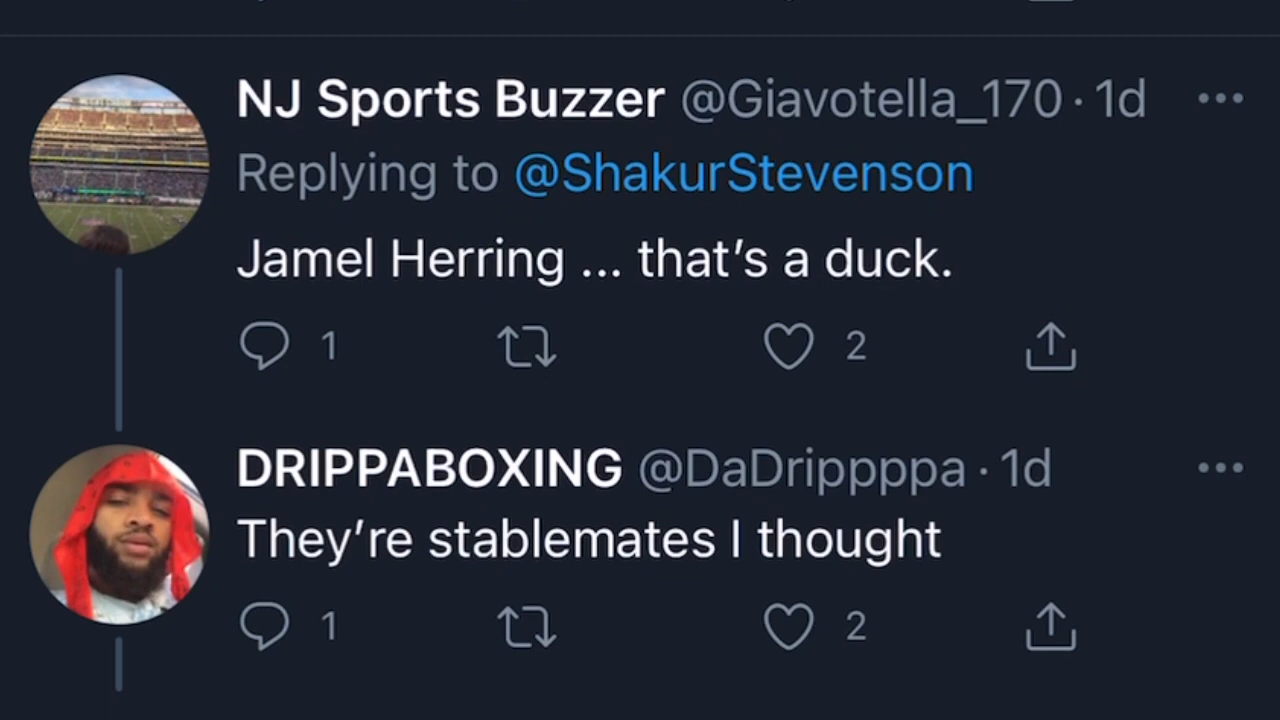 NJ Sports Buzzer @Giavotella_170 · 1d
Replying to @ShakurStevenson
Jamel Herring ... that’s a duck.
1 2
DRIPPABOXING @DaDrippppa · 1d
They’re stablemates I thought
1 2